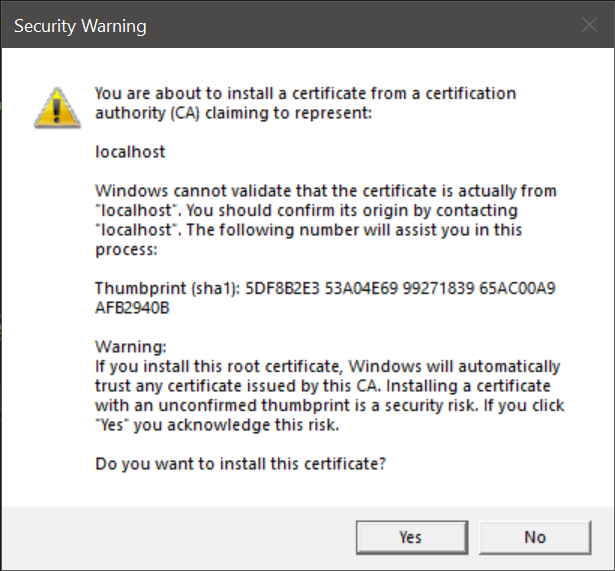 Security Warning
You are about to install a certificate from a certification
authority (CA) claiming to represent:
localhost
Windows cannot validate that the certificate is actually from
"localhost". You should confirm its origin by contacting
"localhost". The following number will assist you in this
process:
Thumbprint (sha1): 5DF8B2E3 53A04E69 99271839 65AC00A9
AFB2940B
Warning:
If you install this root certificate, Windows will automatically
trust any certificate issued by this CA. Installing a certificate
with an unconfirmed thumbprint is a security risk. If you click
"Yes" you acknowledge this risk.
Do you want to install this certificate?
Yes
No